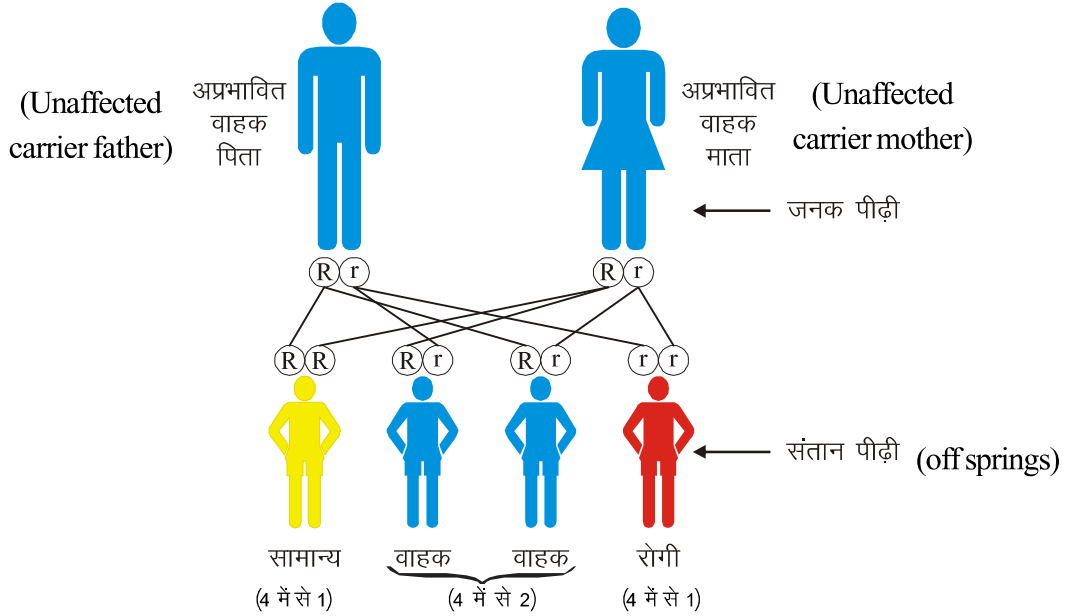 (Unaffected
carrier father)
अप्रभावित
वाहक
पिता
अप्रभावित
वाहक
माता
(Unaffected
carrier mother)
जनक पीढ़ी
R r R r
R R R r R r r r
संतान पीढ़ी (off springs)
सामान्य वाहक वाहक रोगी
(4 में से 1) (4 में से 2) (4 में से 1)